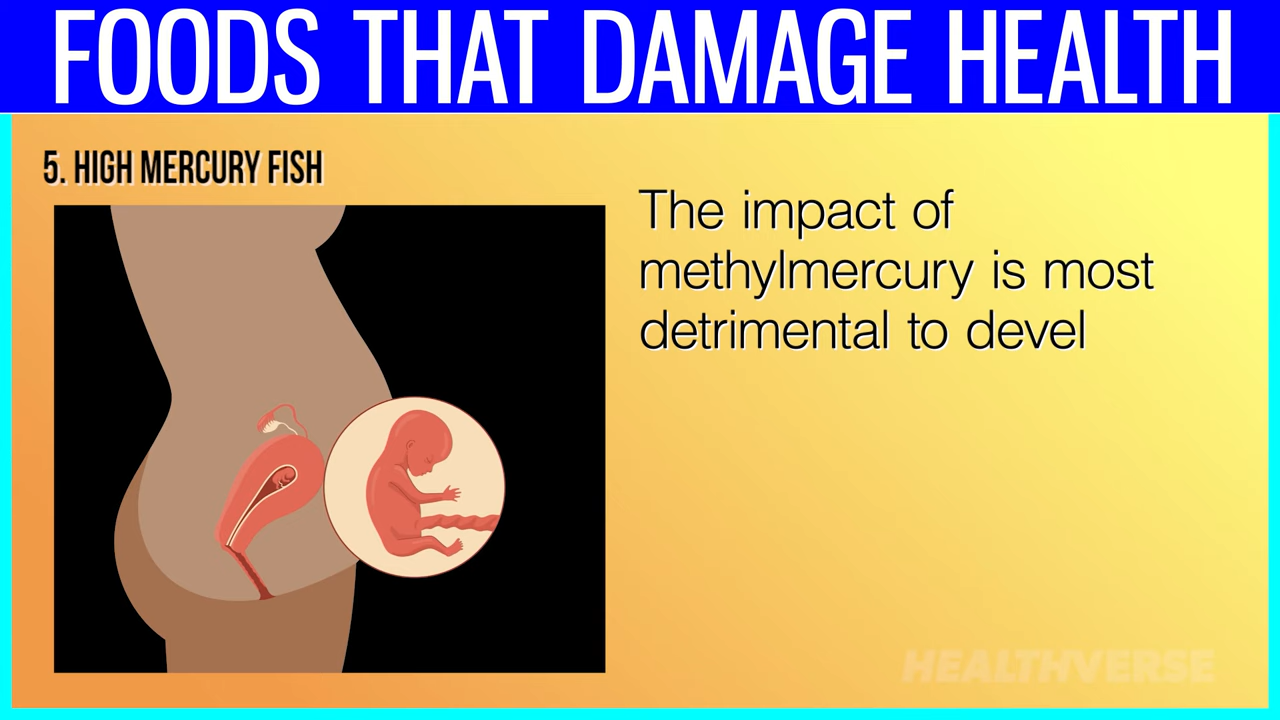 FOODS THAT DAMAGE HEALTH
5. HIGH MERCURY FISH
The impact of
methylmercury is most
detrimental to devel
HEALTHVERSE